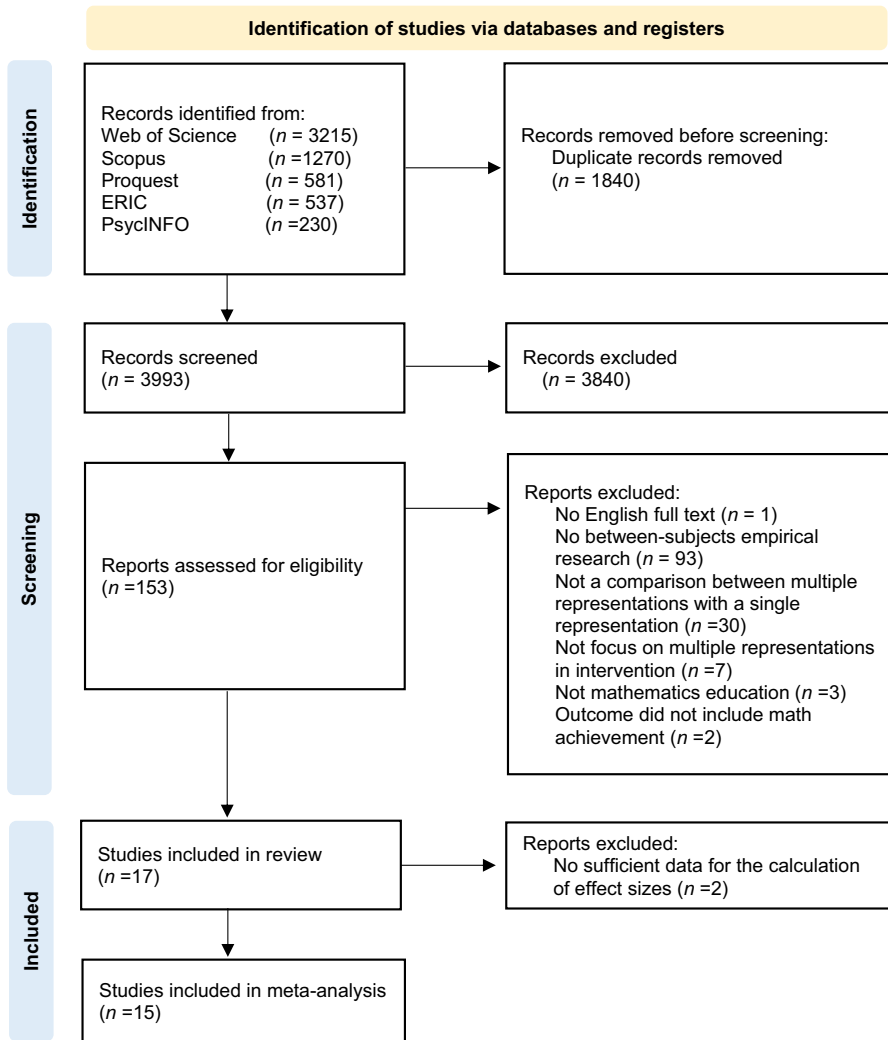 Identification of studies via databases and registers
Identification
Records identified from:
Web of Science (n = 3215)
Scopus (n =1270)
Proquest (n = 581)
ERIC (n = 537)
PsycINFO (n =230)
Records removed before screening:
Duplicate records removed
(n = 1840)
Screening
Records screened
(n = 3993)
Records excluded
(n = 3840)
Reports assessed for eligibility
(n =153)
Reports excluded:
No English full text (n = 1)
No between-subjects empirical
research (n = 93)
Not a comparison between multiple
representations with a single
representation (n =30)
Not focus on multiple representations
in intervention (n =7)
Not mathematics education (n =3)
Outcome did not include math
achievement (n =2)
Included
Studies included in review
(n =17)
Reports excluded:
No sufficient data for the calculation
of effect sizes (n =2)
Studies included in meta-analysis
(n =15)